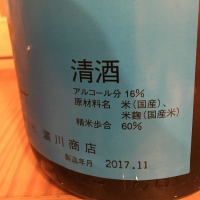 清酒
アルコール分 16%
原材料名 米(国産)、
米麹(国産米)
精米歩合 60%
川商店
製造年月 2017.11